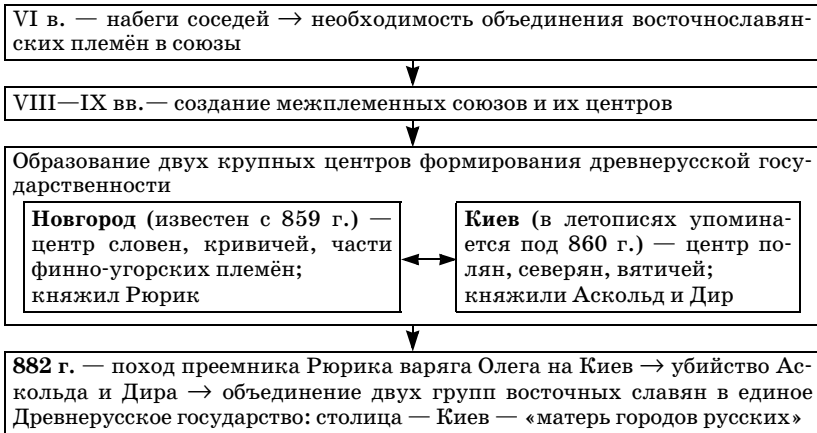 VI в. — набеги соседей → необходимость объединения восточнославян-
ских племён в союзы
VIII—IX вв.— создание межплеменных союзов и их центров
Образование двух крупных центров формирования древнерусской госу-
дарственности
Новгород (известен с 859 г.) —
центр словен, кривичей, части
финно-угорских племён;
княжил Рюрик
Киев (в летописях упомина-
ется под 860 г.) — центр по-
лян, северян, вятичей;
княжили Аскольд и Дир
882 г. — поход преемника Рюрика варяга Олега на Киев → убийство Ас-
кольда и Дира → объединение двух групп восточных славян в единое
Древнерусское государство: столица — Киев — «матерь городов русских»